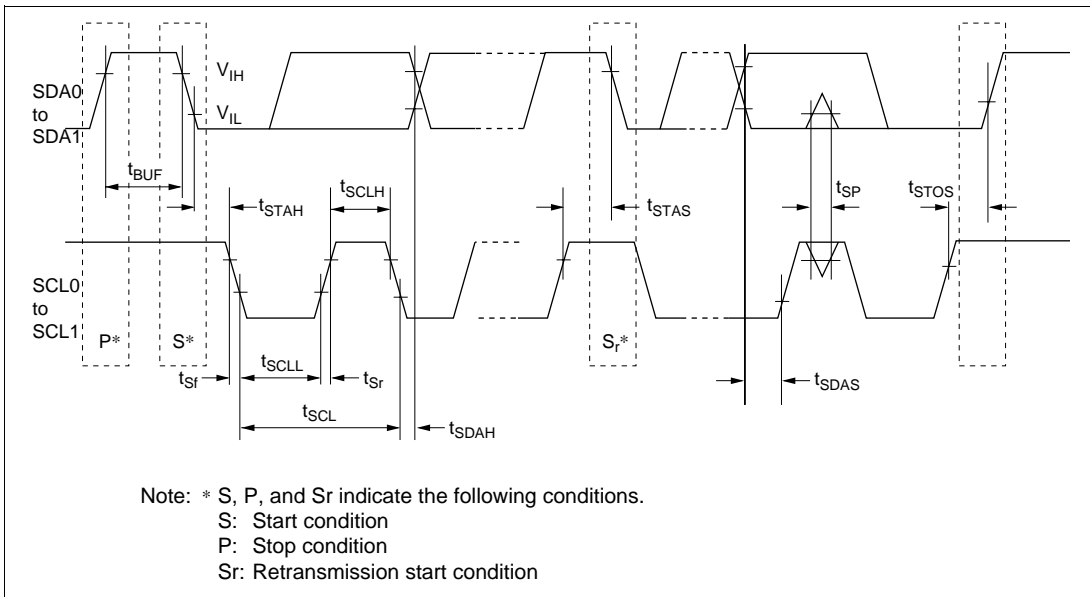 SDA0
to
SDA1
V_IH
V_IL
t_BUF
t_STAH
t_SCLH
t_STAS
t_SP
t_STOS
SCL0
to
SCL1
P*
S*
S_r*
t_Sf
t_SCLL
t_Sr
t_SCL
t_SDAH
t_SDAS
Note: * S, P, and Sr indicate the following conditions.
S: Start condition
P: Stop condition
Sr: Retransmission start condition